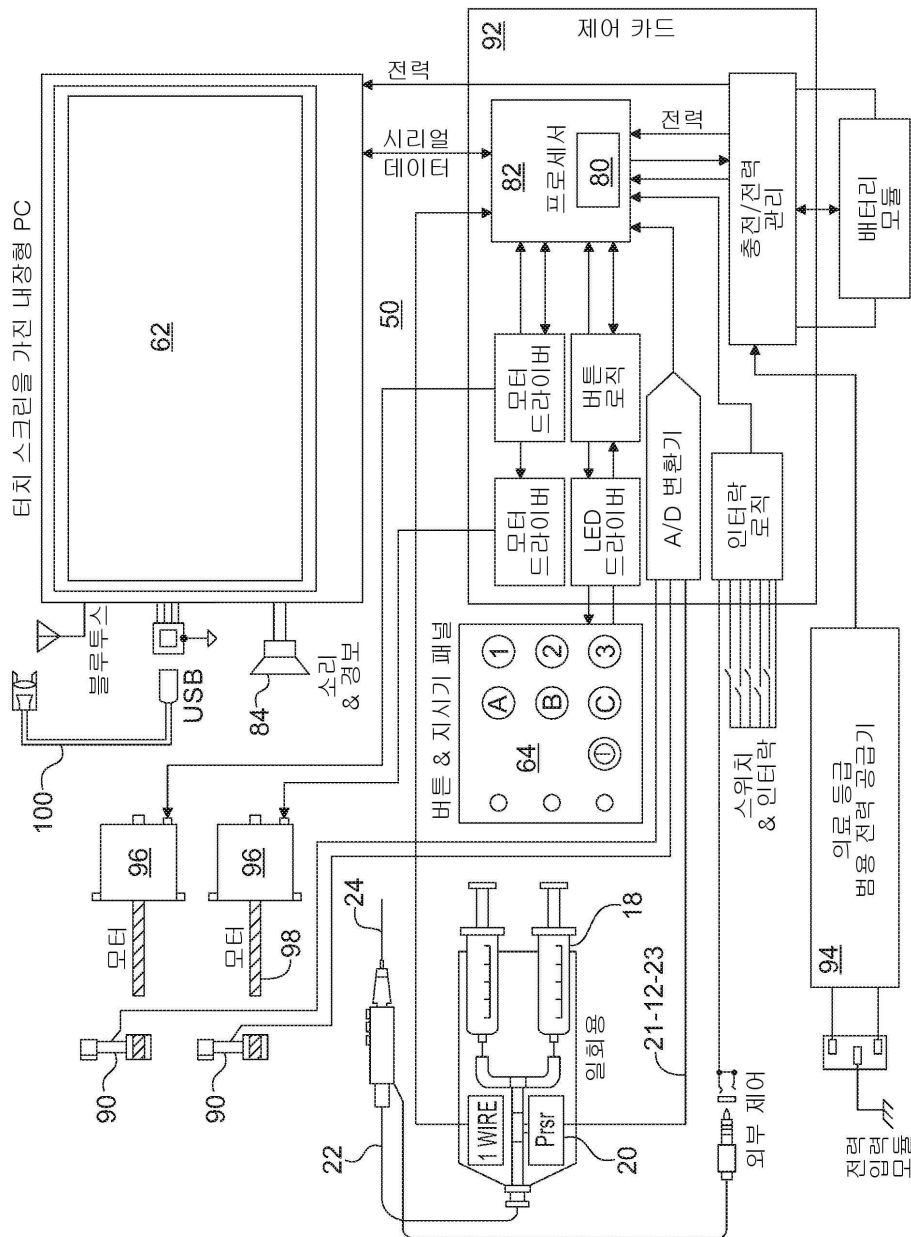 터치 스크린을 가진 내장형 PC
62
블루투스
USB
100
84
소리
& 경보
전력
시리얼
데이터
50
92
제어 카드
82
프로세서
80
전력
모터
드라이버
모터
드라이버
버튼
로직
LED
드라이버
A/D 변환기
인터락
로직
충전/전력
관리
배터리
모듈
버튼 & 지시기 패널
64
A
B
C
1
2
3
스위치
& 인터락
96
모터
96
모터
98
90
90
24
22
18
일회용
1 WIRE
Prsr
20
21-12-23
외부 제어
의료 등급
범용 전력 공급기
94
전력
입력
모듈